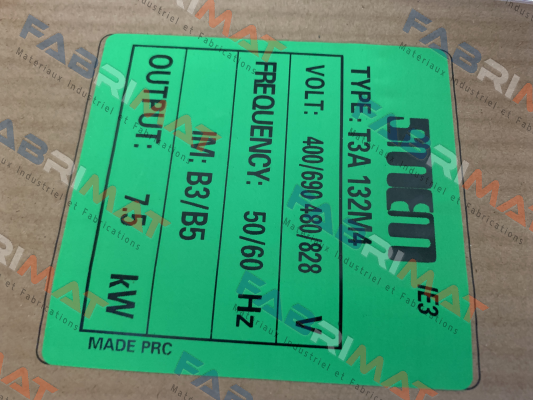 IE3
TYPE: T3A 132M4
VOLT: 400/690 480/828 V
FREQUENCY: 50/60 Hz
IM: B3/B5
OUTPUT: 7.5 kW
MADE PRC
FABRIMAT
Matériaux Industriel et Fabrications